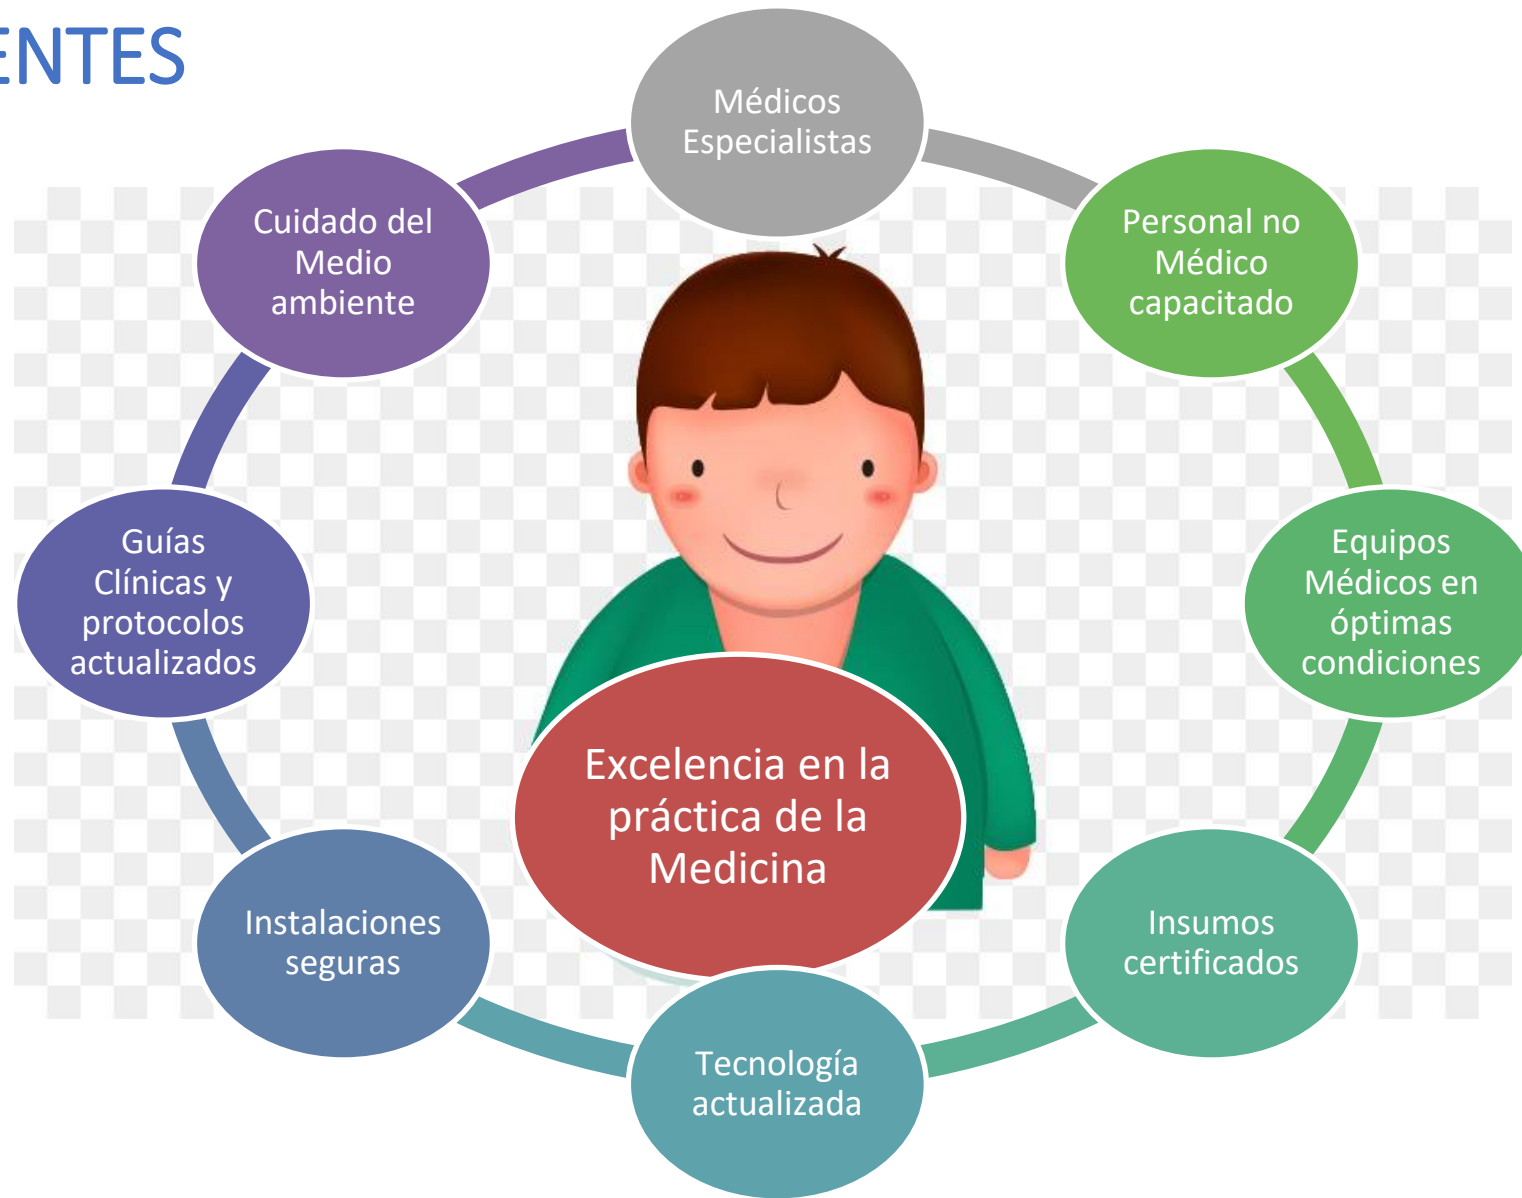 ENTES
Médicos
Especialistas
Personal no
Médico
capacitado
Equipos
Médicos en
óptimas
condiciones
Insumos
certificados
Tecnología
actualizada
Instalaciones
seguras
Guías
Clínicas y
protocolos
actualizados
Cuidado del
Medio
ambiente
Excelencia en la
práctica de la
Medicina